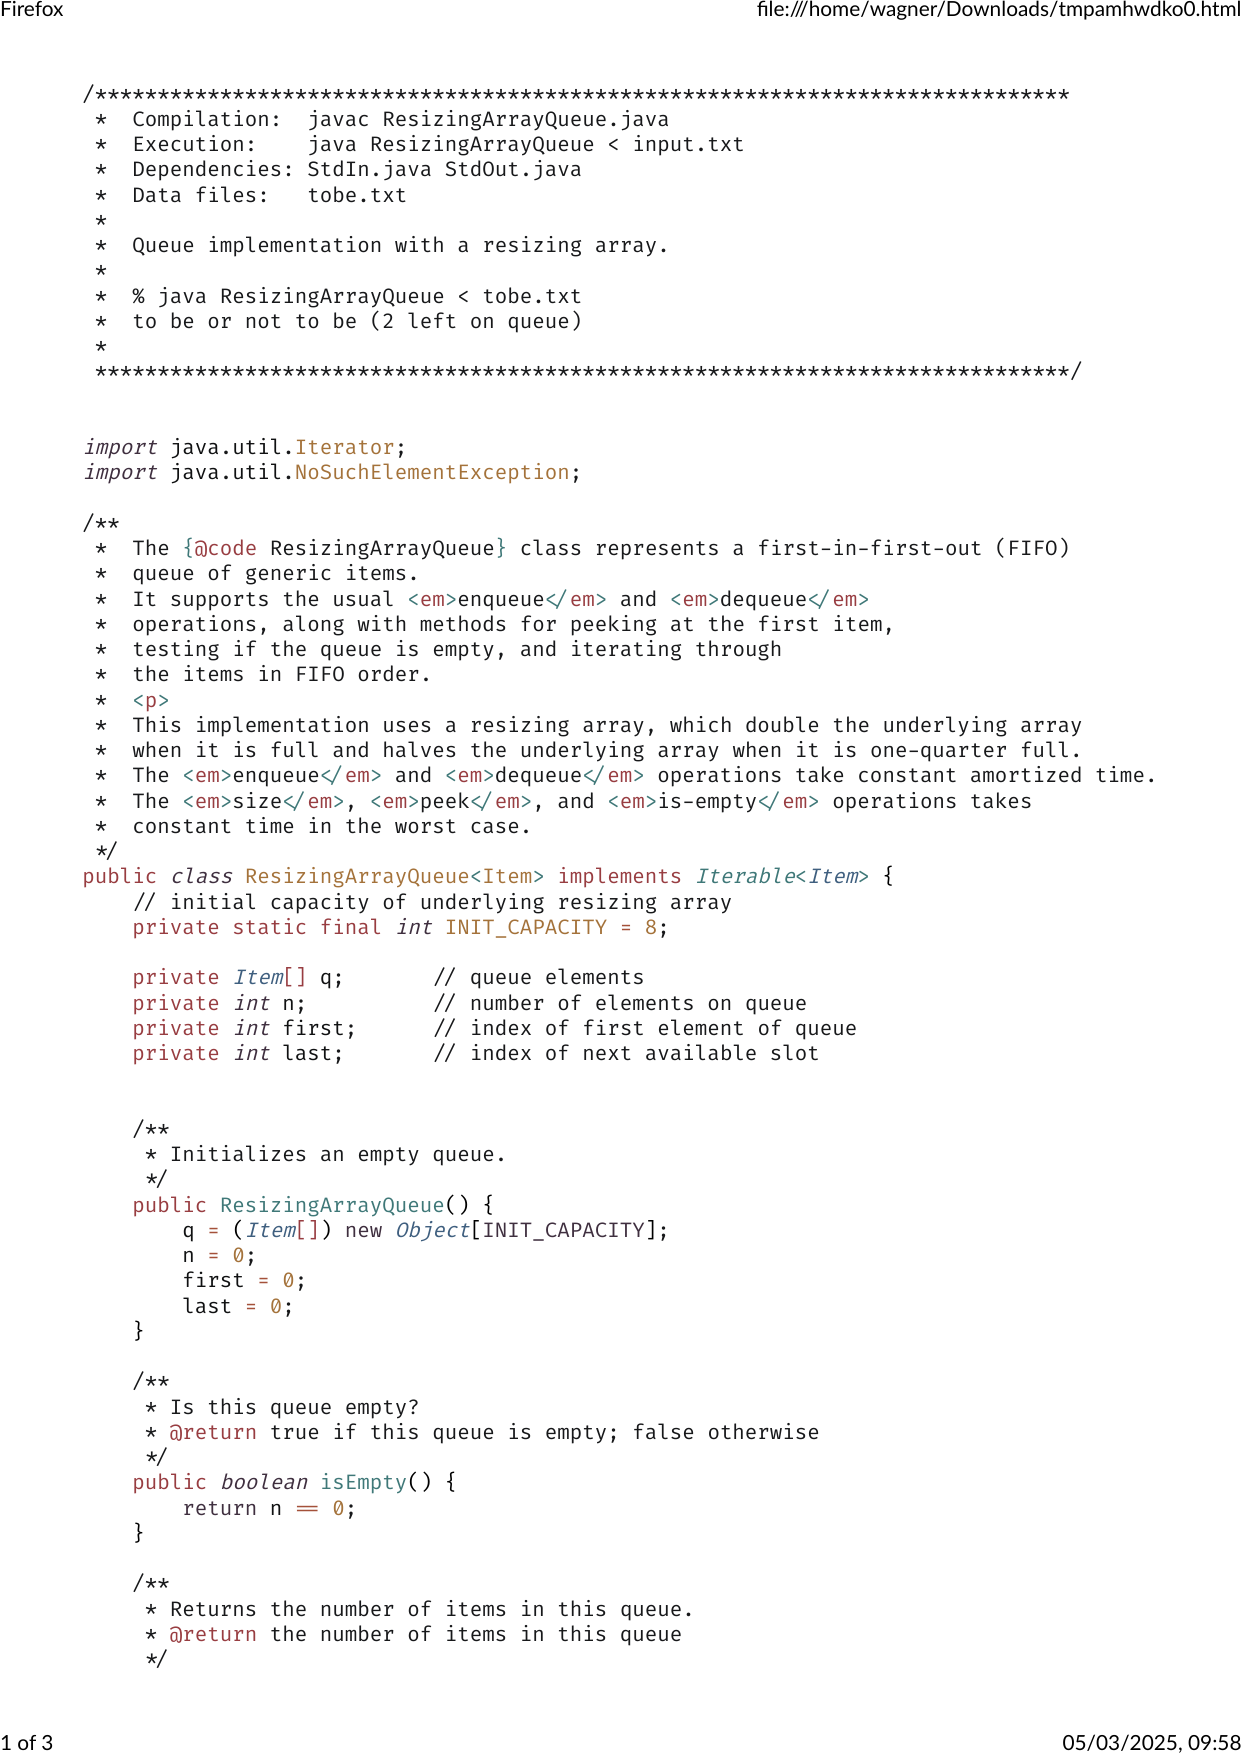 Firefox
file:///home/wagner/Downloads/tmpamhwdko0.html
/******************************************************************************
 *  Compilation:  javac ResizingArrayQueue.java
 *  Execution:    java ResizingArrayQueue < input.txt
 *  Dependencies: StdIn.java StdOut.java
 *  Data files:   tobe.txt
 *
 *  Queue implementation with a resizing array.
 *
 *  % java ResizingArrayQueue < tobe.txt
 *  to be or not to be (2 left on queue)
 *
 ******************************************************************************/
import java.util.Iterator;
import java.util.NoSuchElementException;
/**
 *  The {@code ResizingArrayQueue} class represents a first-in-first-out (FIFO)
 *  queue of generic items.
 *  It supports the usual <em>enqueue</em> and <em>dequeue</em>
 *  operations, along with methods for peeking at the first item,
 *  testing if the queue is empty, and iterating through
 *  the items in FIFO order.
 *  <p>
 *  This implementation uses a resizing array, which double the underlying array
 *  when it is full and halves the underlying array when it is one-quarter full.
 *  The <em>enqueue</em> and <em>dequeue</em> operations take constant amortized time.
 *  The <em>size</em>, <em>peek</em>, and <em>is-empty</em> operations takes
 *  constant time in the worst case.
 */
public class ResizingArrayQueue<Item> implements Iterable<Item> {
    // initial capacity of underlying resizing array
    private static final int INIT_CAPACITY = 8;
    private Item[] q;       // queue elements
    private int n;          // number of elements on queue
    private int first;      // index of first element of queue
    private int last;       // index of next available slot
    /**
     * Initializes an empty queue.
     */
    public ResizingArrayQueue() {
        q = (Item[]) new Object[INIT_CAPACITY];
        n = 0;
        first = 0;
        last = 0;
    }
    /**
     * Is this queue empty?
     * @return true if this queue is empty; false otherwise
     */
    public boolean isEmpty() {
        return n == 0;
    }
    /**
     * Returns the number of items in this queue.
     * @return the number of items in this queue
     */
1 of 3
05/03/2025, 09:58